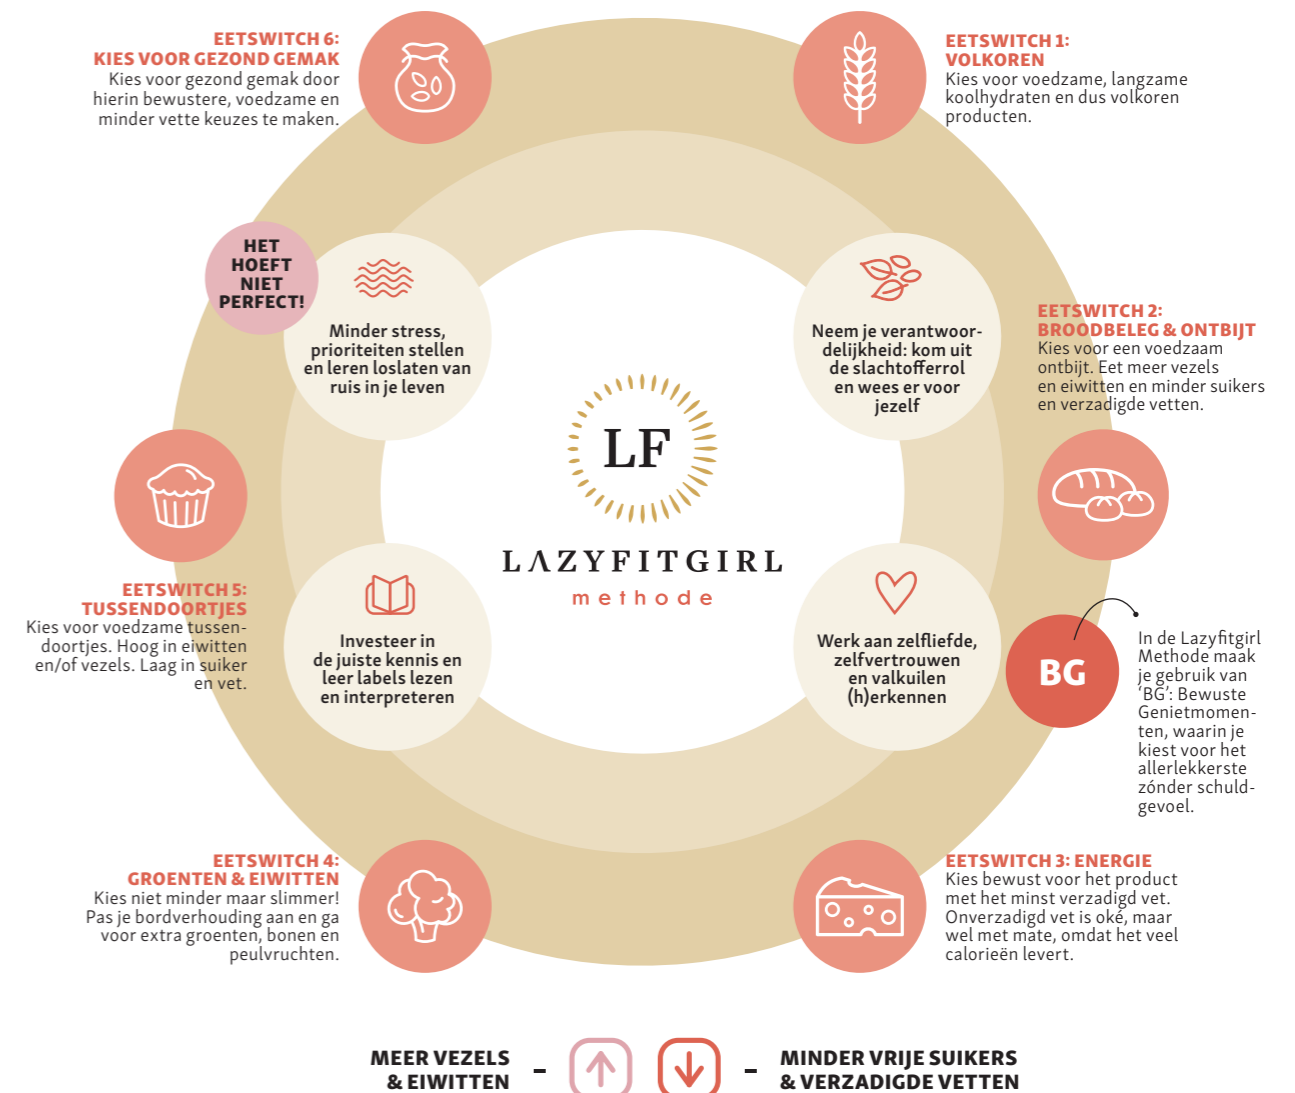 EETSWITCH 6:
KIES VOOR GEZOND GEMAK
Kies voor gezond gemak door
hierin bewustere, voedzame en
minder vette keuzes te maken.
EETSWITCH 1:
VOLKOREN
Kies voor voedzame, langzame
koolhydraten en dus volkoren
producten.
HET
HOEFT
NIET
PERFECT!
Minder stress,
prioriteiten stellen
en leren loslaten van
ruis in je leven
Neem je verantwoor-
delijkheid: kom uit
de slachtofferrol
en wees er voor
jezelf
EETSWITCH 2:
BROODBELEG & ONTBIJT
Kies voor een voedzaam
ontbijt. Eet meer vezels
en eiwitten en minder suikers
en verzadigde vetten.
LF
LAZYFITGIRL
methode
EETSWITCH 5:
TUSSENDOORTJES
Kies voor voedzame tussen-
doortjes. Hoog in eiwitten
en/of vezels. Laag in suiker
en vet.
Investeer in
de juiste kennis en
leer labels lezen
en interpreteren
Werk aan zelfliefde,
zelfvertrouwen
en valkuilen
(h)erkennen
BG
In de Lazyfitgirl
Methode maak
je gebruik van
‘BG’: Bewuste
Genietmomen-
ten, waarin je
kiest voor het
allerlekkerste
zónder schuld-
gevoel.
EETSWITCH 4:
GROENTEN & EIWITTEN
Kies niet minder maar slimmer!
Pas je bordverhouding aan en ga
voor extra groenten, bonen en
peulvruchten.
EETSWITCH 3: ENERGIE
Kies bewust voor het product
met het minst verzadigd vet.
Onverzadigd vet is oké, maar
wel met mate, omdat het veel
calorieën levert.
MEER VEZELS
& EIWITTEN
-
-
MINDER VRIJE SUIKERS
& VERZADIGDE VETTEN